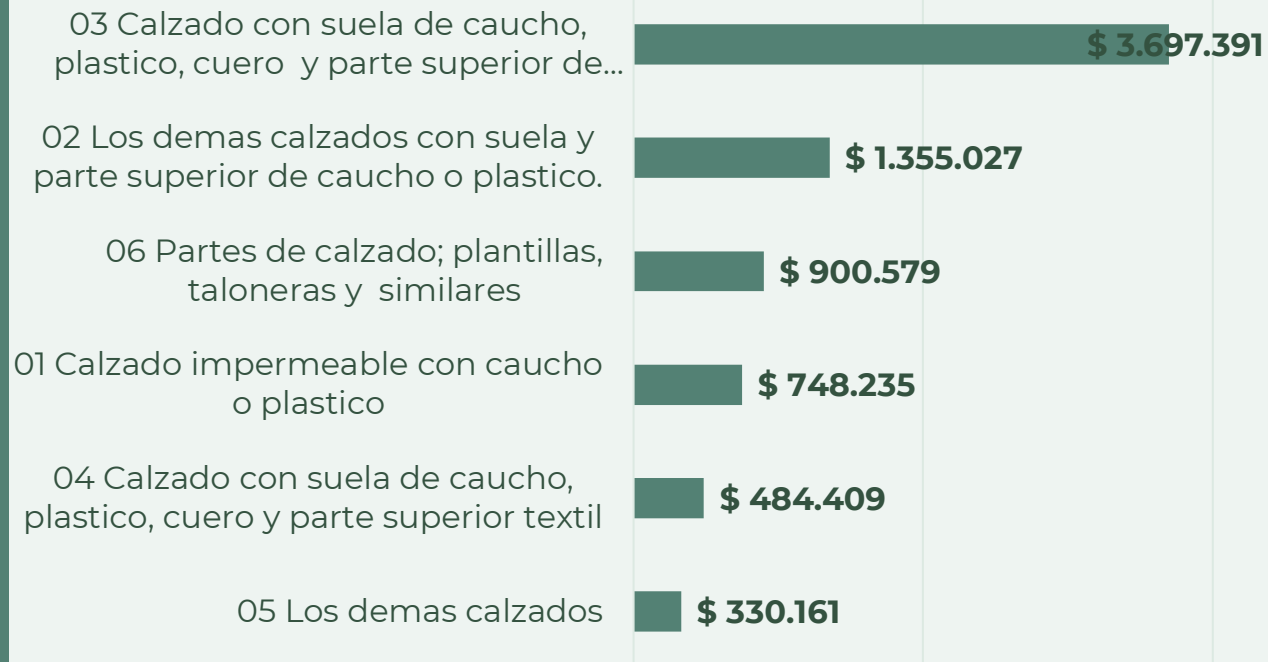 03 Calzado con suela de caucho,
plastico, cuero  y parte superior de...
$ 3.697.391
02 Los demas calzados con suela y
parte superior de caucho o plastico.
$ 1.355.027
06 Partes de calzado; plantillas,
taloneras y  similares
$ 900.579
01 Calzado impermeable con caucho
o plastico
$ 748.235
04 Calzado con suela de caucho,
plastico, cuero y parte superior textil
$ 484.409
05 Los demas calzados
$ 330.161